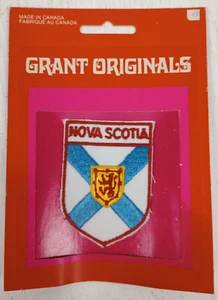 MADE IN CANADA
FABRIQUÉ AU CANADA
GRANT ORIGINALS
NOVA SCOTIA